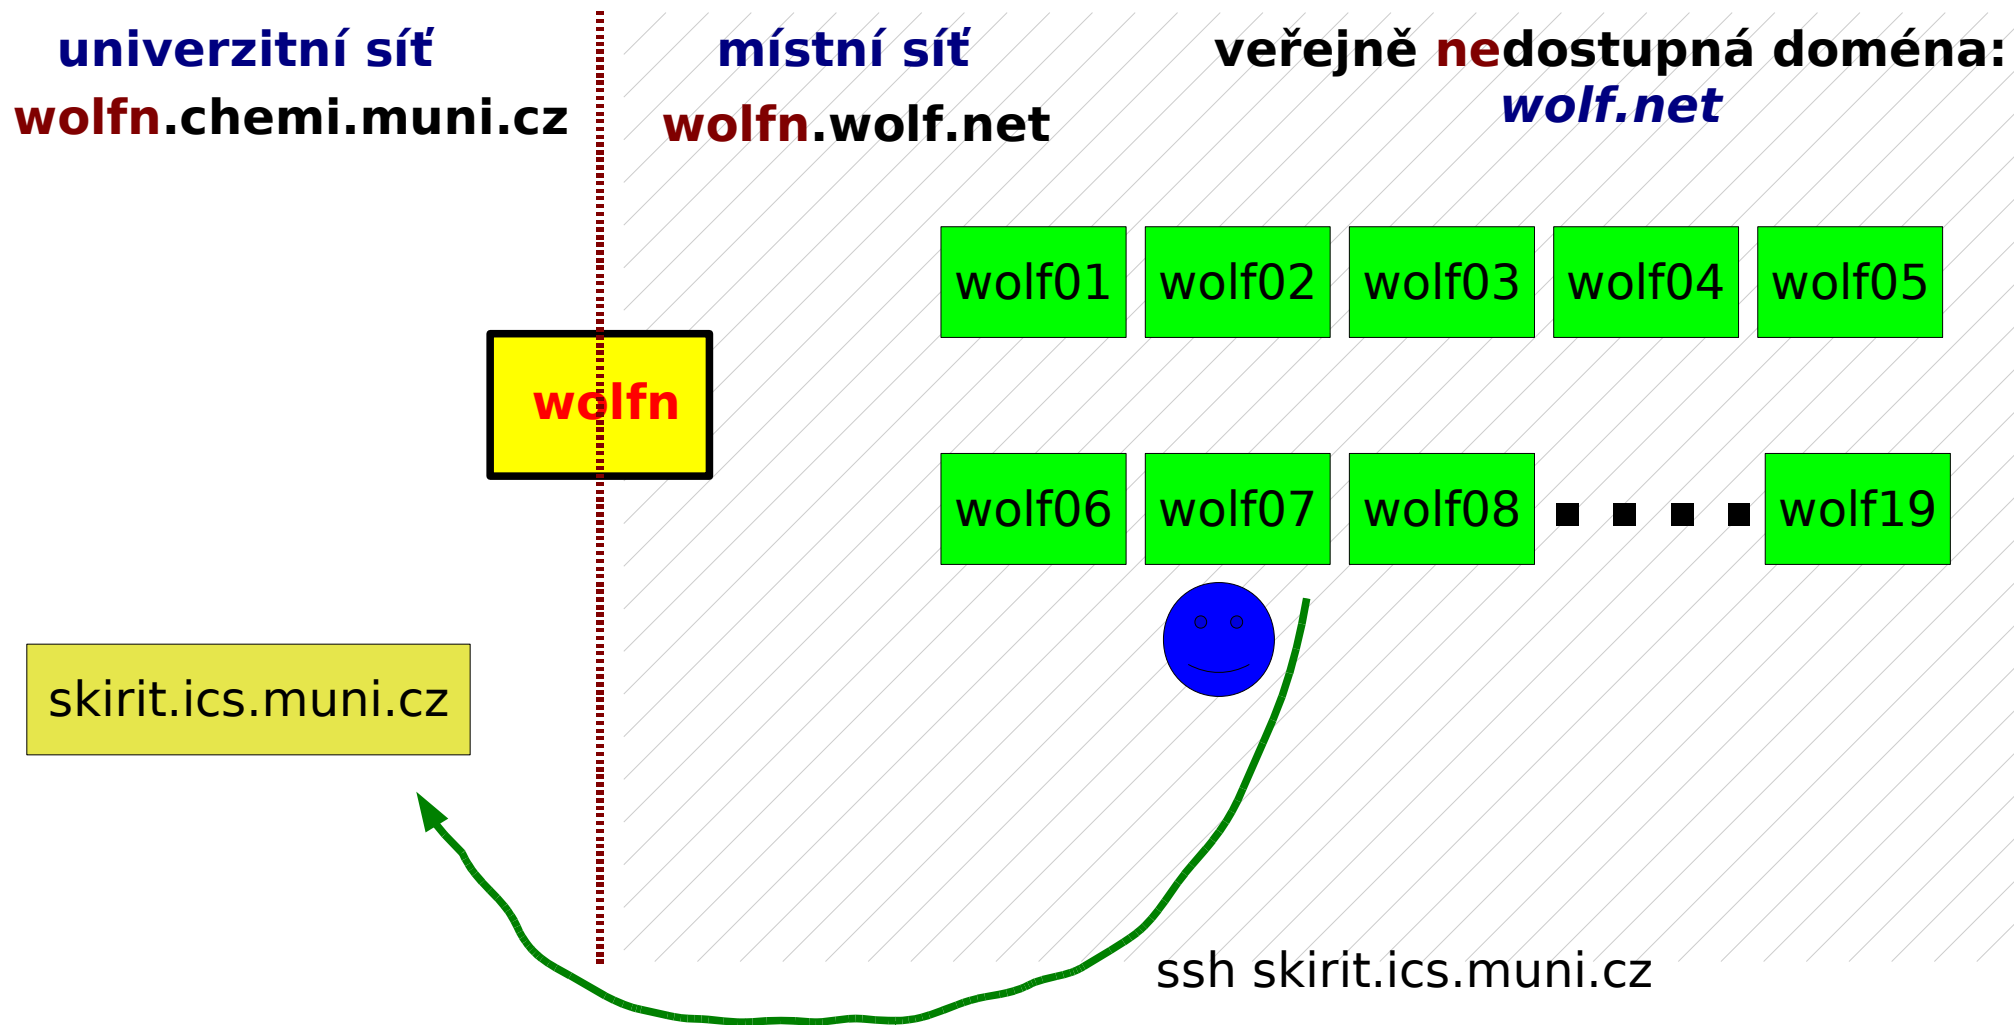 univerzitní síť
wolfn.chemi.muni.cz
místní síť
wolfn.wolf.net
veřejně nedostupná doména:
wolf.net
wolf01 wolf02 wolf03 wolf04 wolf05
wolfn
wolf06 wolf07 wolf08 wolf19
skirit.ics.muni.cz
ssh skirit.ics.muni.cz